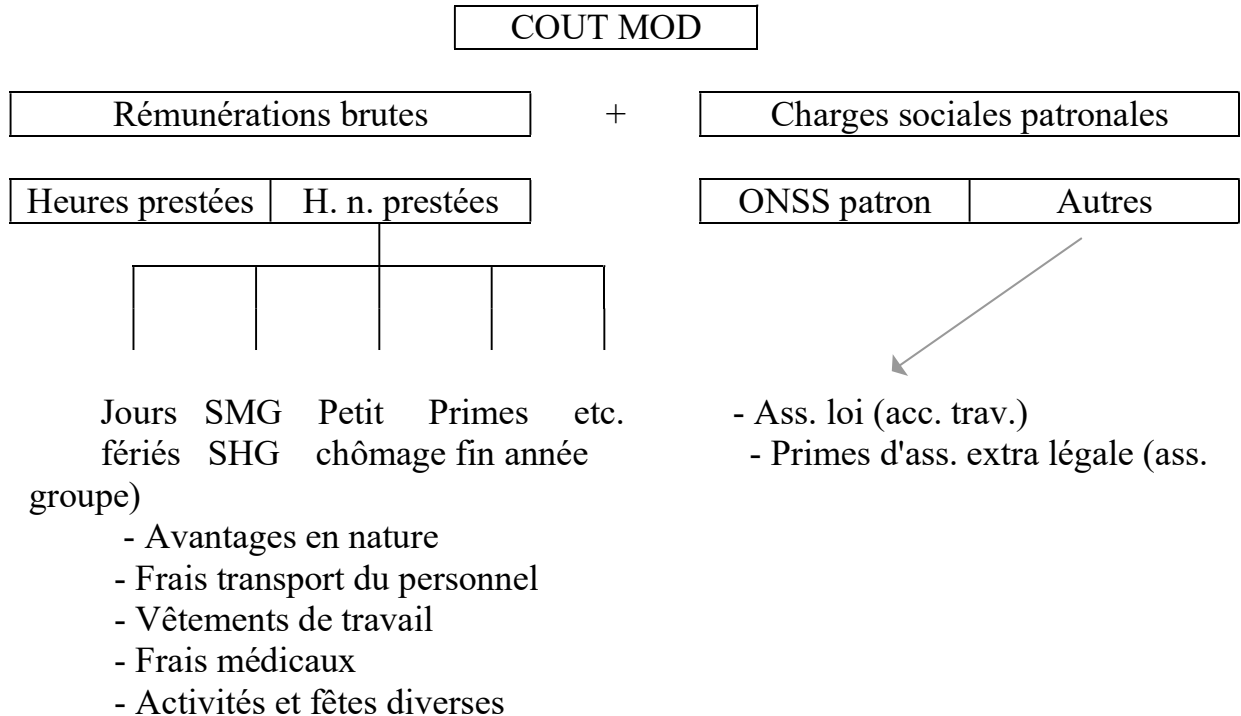 COUT MOD
Rémunérations brutes + Charges sociales patronales
Heures prestées H. n. prestées ONSS patron Autres
Jours SMG Petit Primes etc. - Ass. loi (acc. trav.)
fériés SHG chômage fin année - Primes d'ass. extra légale (ass.
groupe)
- Avantages en nature
- Frais transport du personnel
- Vêtements de travail
- Frais médicaux
- Activités et fêtes diverses